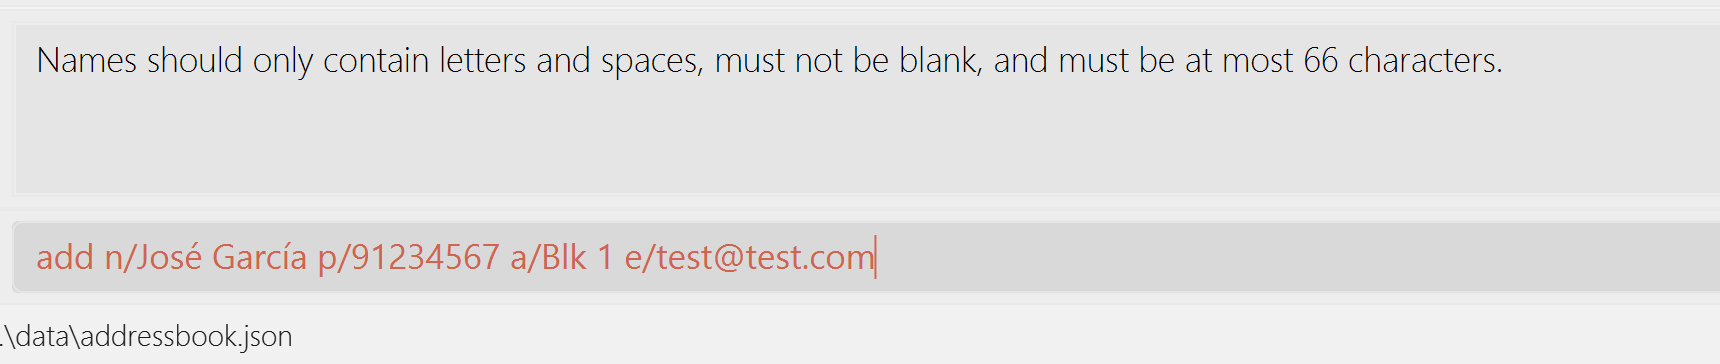 Names should only contain letters and spaces, must not be blank, and must be at most 66 characters.
add n/José García p/91234567 a/Blk 1 e/test@test.com
.\data\addressbook.json